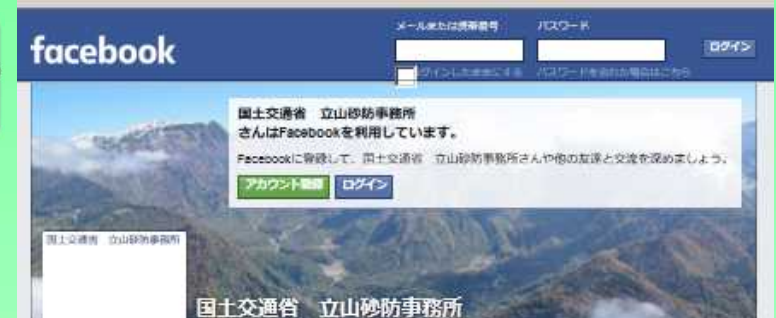 メールまたは携帯番号
パスワード
facebook
ログイン
ログインしたままにする
パスワードを忘れた場合はこちら
国土交通省 立山砂防事務所
さんはFacebookを利用しています。
Facebookに登録して、国土交通省 立山砂防事務所さんや他の友達と交流を深めましょう。
アカウント登録
ログイン
国土交通省 立山砂防事務所
国土交通省 立山砂防事務所